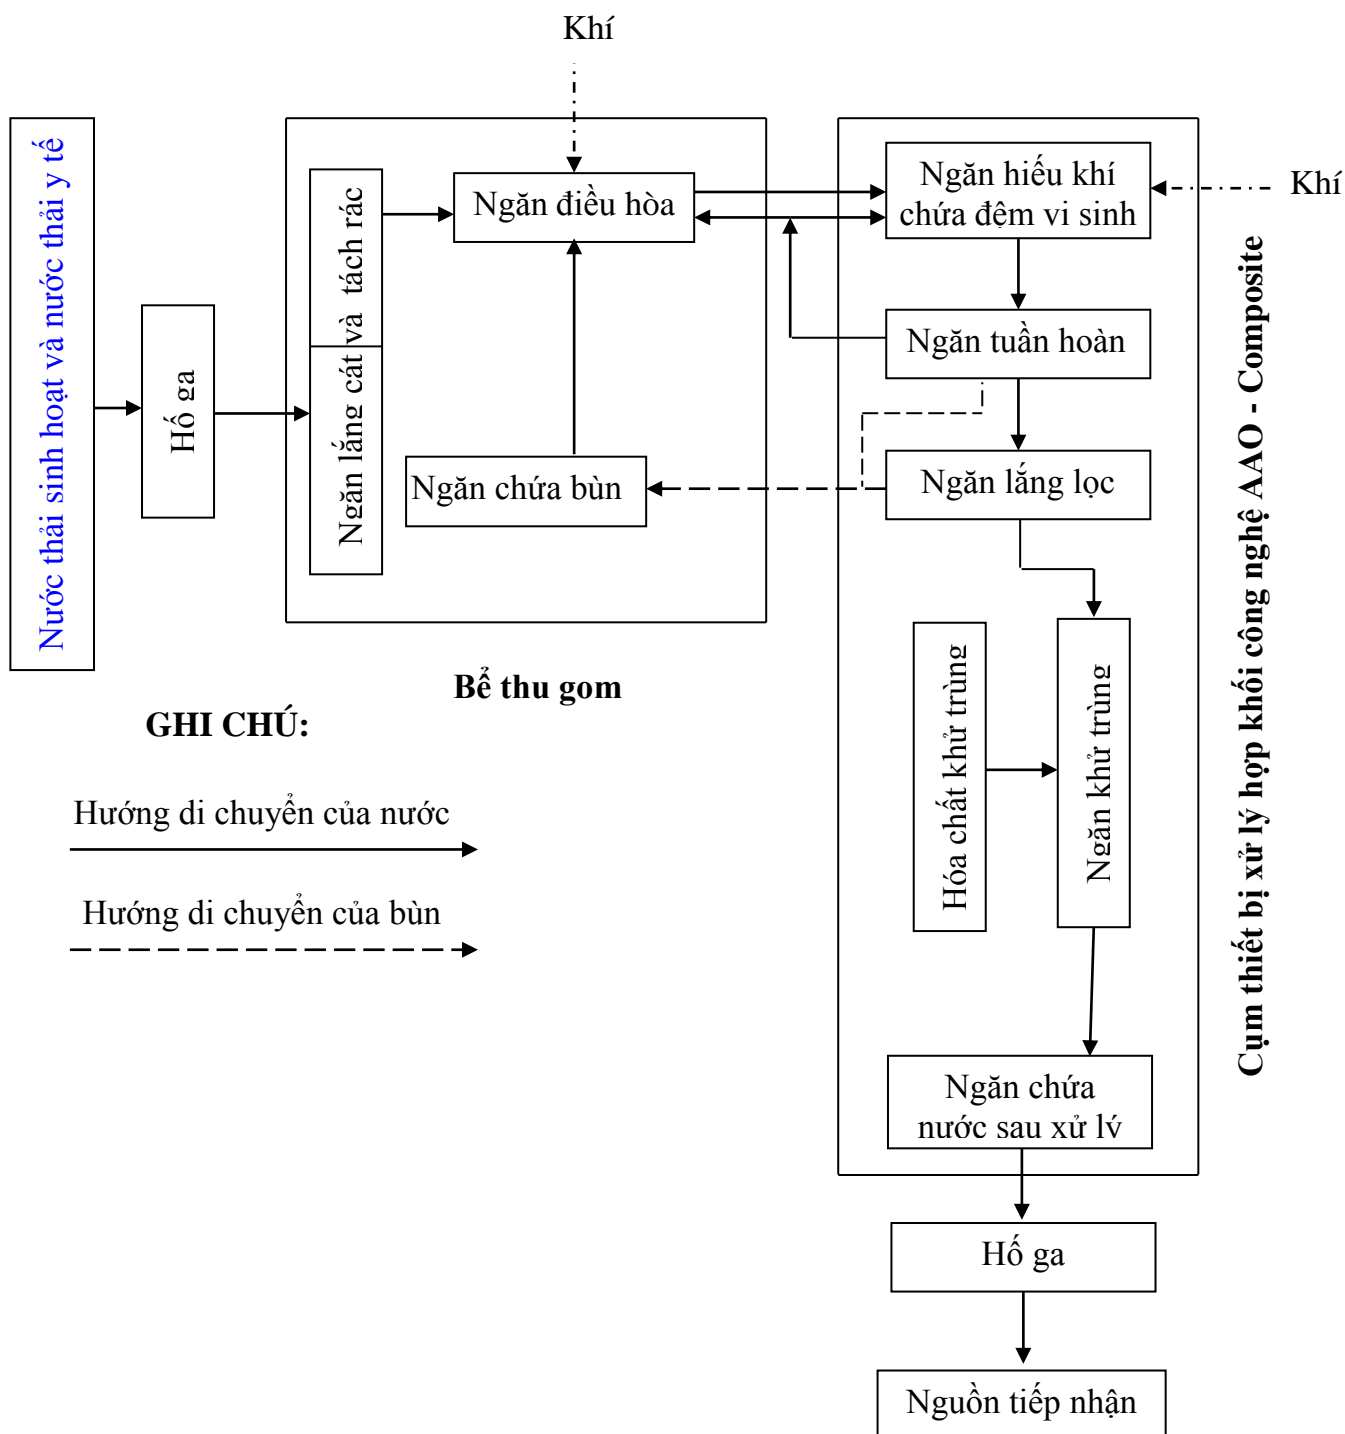 Khí
Nước thải sinh hoạt và nước thải y tế
Hố ga
Ngăn lắng cát và tách rác
Ngăn điều hòa
Ngăn chứa bùn
Bể thu gom
Ngăn hiếu khí
chứa đệm vi sinh
Khí
Ngăn tuần hoàn
Ngăn lắng lọc
Hóa chất khử trùng
Ngăn khử trùng
Ngăn chứa
nước sau xử lý
Cụm thiết bị xử lý hợp khối công nghệ AAO - Composite
Hố ga
Nguồn tiếp nhận
GHI CHÚ:
Hướng di chuyển của nước
Hướng di chuyển của bùn